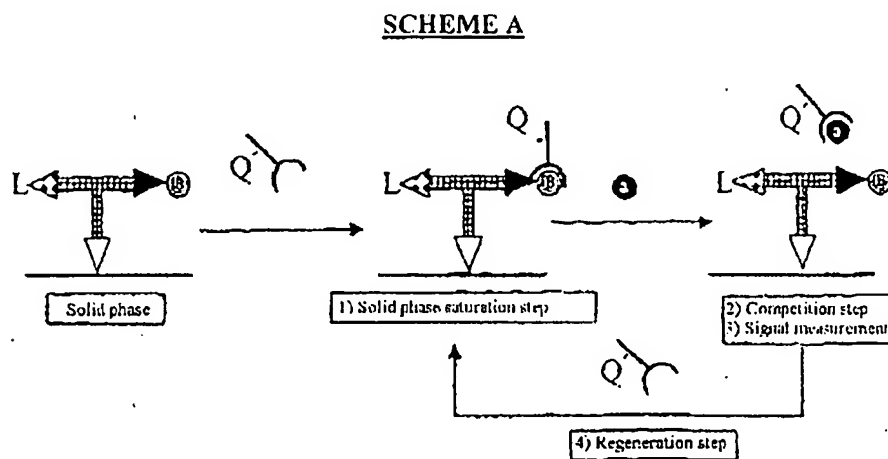 SCHEME A
Q
Q
Q
L
B
L
B
L
B
Solid phase
1) Solid phase saturation step
2) Competition step
3) Signal measurement
Q
4) Regeneration step